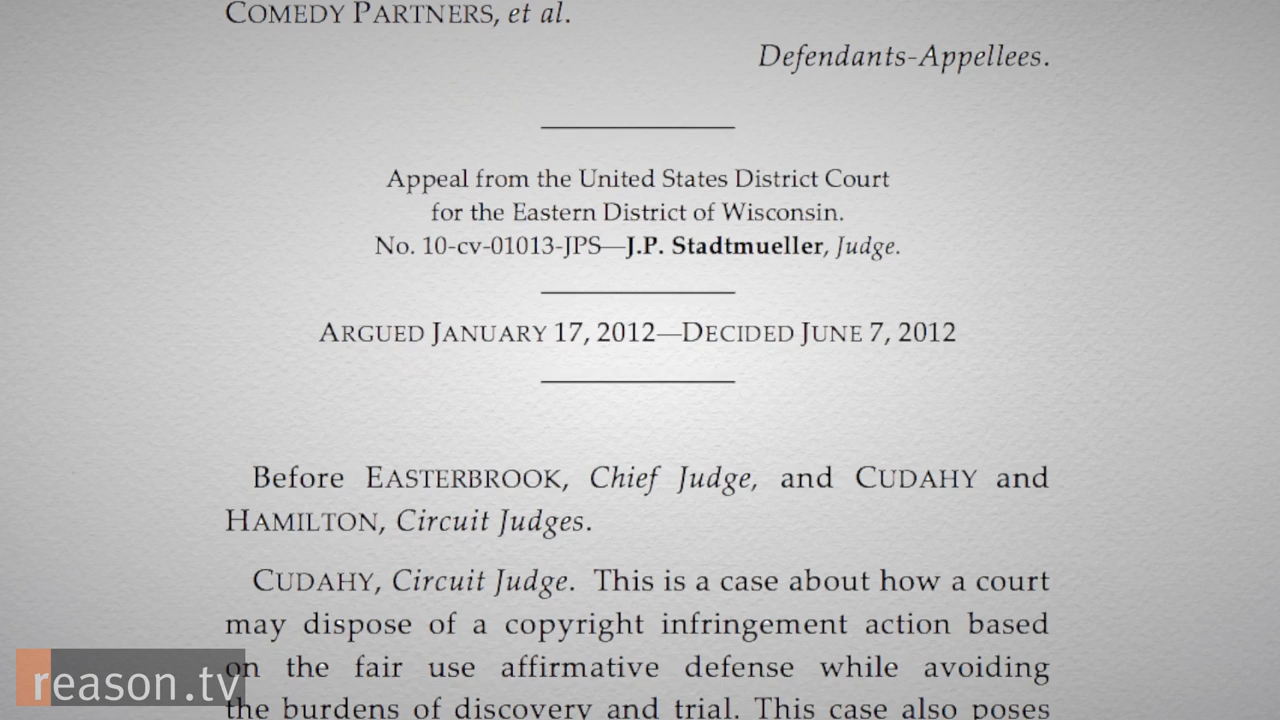 COMEDY PARTNERS, et al.
Defendants-Appellees.
Appeal from the United States District Court
for the Eastern District of Wisconsin.
No. 10-cv-01013-JPS—J.P. Stadtmueller, Judge.
ARGUED JANUARY 17, 2012—DECIDED JUNE 7, 2012
Before EASTERBROOK, Chief Judge, and CUDAHY and
HAMILTON, Circuit Judges.
CUDAHY, Circuit Judge. This is a case about how a court
may dispose of a copyright infringement action based
on the fair use affirmative defense while avoiding
the burdens of discovery and trial. This case also poses
reason.tv